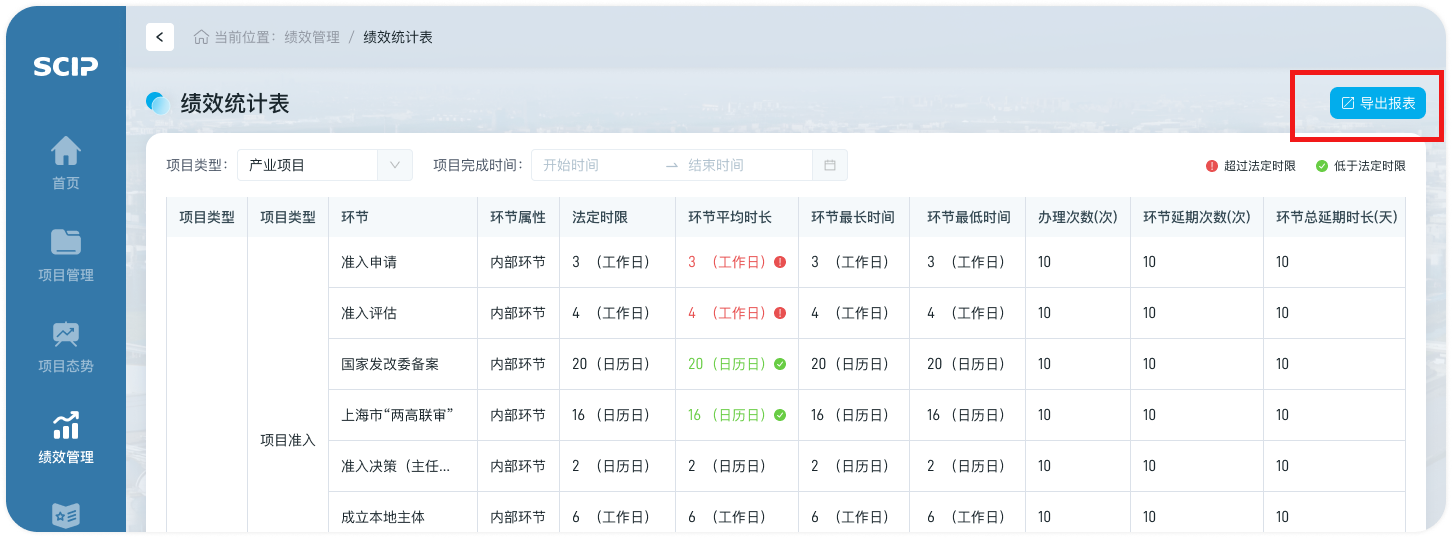 SCIP
首页
项目管理
项目态势
绩效管理
当前位置： 绩效管理 / 绩效统计表
绩效统计表
导出报表
项目类型： 产业项目 项目完成时间： 开始时间 结束时间 超过法定时限 低于法定时限
项目类型 项目类型 环节 环节属性 法定时限 环节平均时长 环节最长时间 环节最低时间 办理次数(次) 环节延期次数(次) 环节总延期时长(天)
准入申请 内部环节 3 （工作日） 3 （工作日） 3 （工作日） 3 （工作日） 10 10 10
准入评估 内部环节 4 （工作日） 4 （工作日） 4 （工作日） 4 （工作日） 10 10 10
国家发改委备案 内部环节 20 （日历日） 20 （日历日） 20 （日历日） 20 （日历日） 10 10 10
上海市“两高联审” 内部环节 16 （日历日） 16 （日历日） 16 （日历日） 16 （日历日） 10 10 10
项目准入
准入决策（主任... 内部环节 2 （日历日） 2 （日历日） 2 （日历日） 2 （日历日） 10 10 10
成立本地主体 内部环节 6 （工作日） 6 （工作日） 6 （工作日） 6 （工作日） 10 10 10